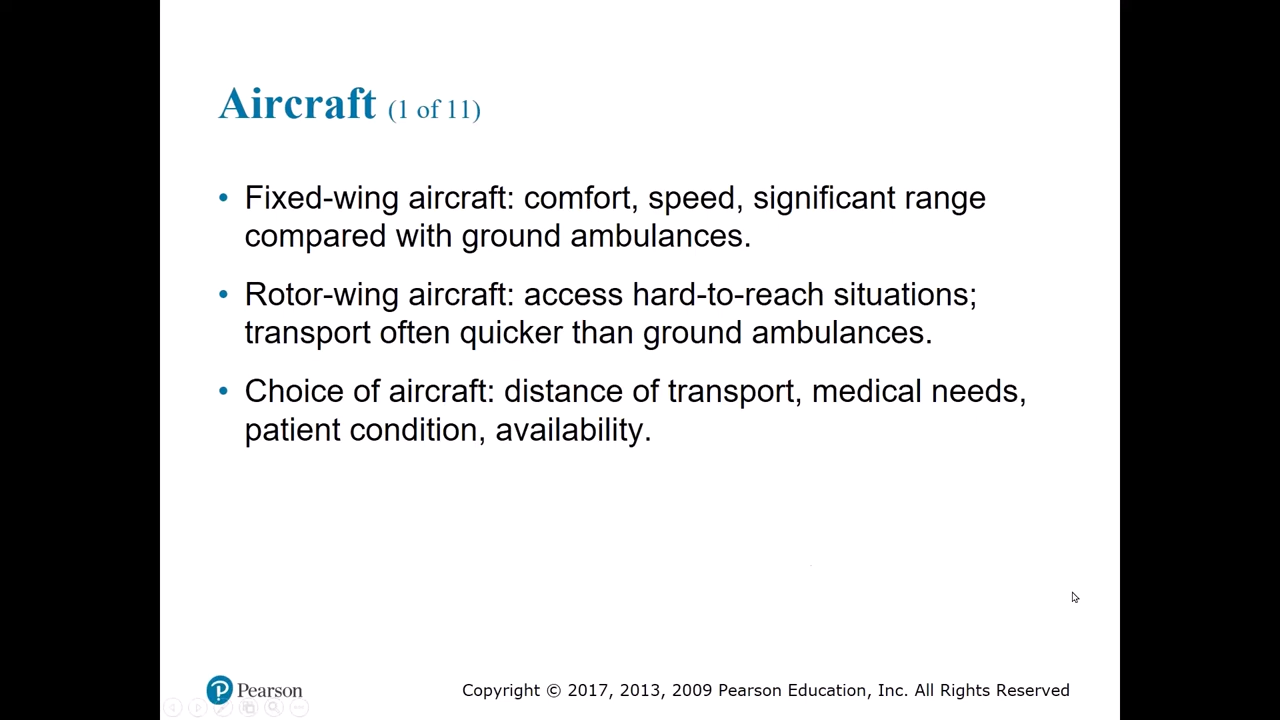 Aircraft (1 of 11)
• Fixed-wing aircraft: comfort, speed, significant range
compared with ground ambulances.
• Rotor-wing aircraft: access hard-to-reach situations;
transport often quicker than ground ambulances.
• Choice of aircraft: distance of transport, medical needs,
patient condition, availability.
Pearson
Copyright © 2017, 2013, 2009 Pearson Education, Inc. All Rights Reserved